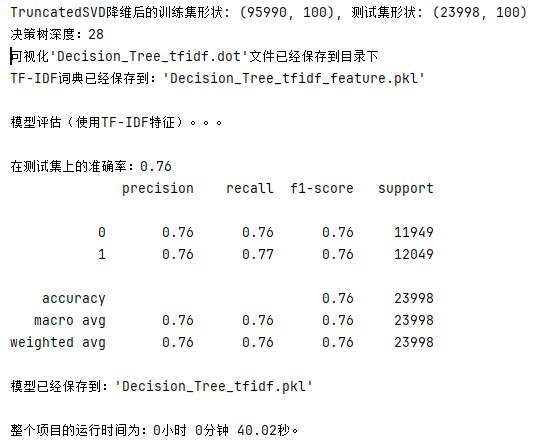 TruncatedSVD降维后的训练集形状: (95990, 100), 测试集形状: (23998, 100)
决策树深度：28
可视化'Decision_Tree_tfidf.dot'文件已经保存到目录下
TF-IDF词典已经保存到：'Decision_Tree_tfidf_feature.pkl'
模型评估（使用TF-IDF特征）。。。
在测试集上的准确率：0.76
precision recall f1-score support
0 0.76 0.76 0.76 11949
1 0.76 0.77 0.76 12049
accuracy 0.76 23998
macro avg 0.76 0.76 0.76 23998
weighted avg 0.76 0.76 0.76 23998
模型已经保存到：'Decision_Tree_tfidf.pkl'
整个项目的运行时间为：0小时 0分钟 40.02秒。